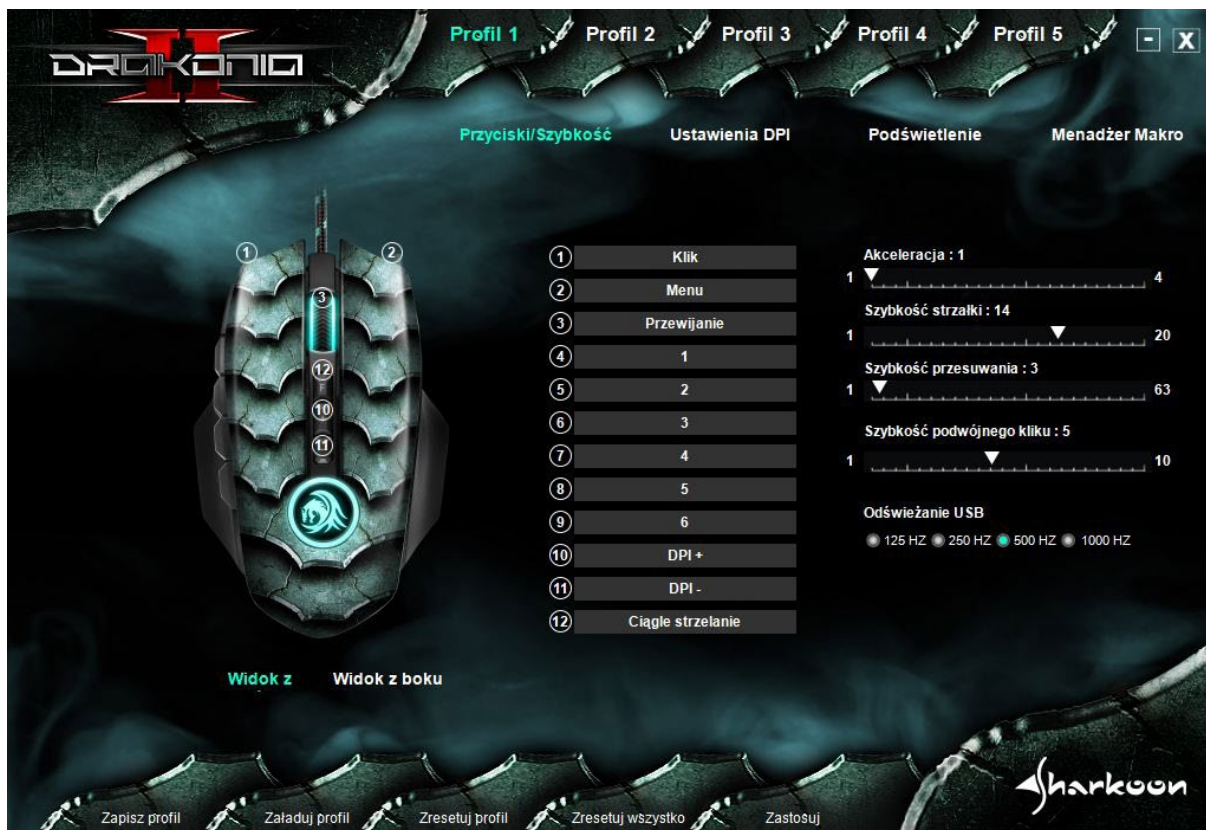 DRAKONIA II
Profil 1
Profil 2
Profil 3
Profil 4
Profil 5
- X
Przyciski/Szybkość
Ustawienia DPI
Podświetlenie
Menadżer Makro
1
2
3
12
10
11
1 Klik
2 Menu
3 Przewijanie
4 1
5 2
6 3
7 4
8 5
9 6
10 DPI +
11 DPI -
12 Ciągle strzelanie
Akceleracja : 1
1 4
Szybkość strzałki : 14
1 20
Szybkość przesuwania : 3
1 63
Szybkość podwójnego kliku : 5
1 10
Odświeżanie USB
125 HZ 250 HZ 500 HZ 1000 HZ
Widok z
Widok z boku
Sharkoon
Zapisz profil
Załaduj profil
Zresetuj profil
Zresetuj wszystko
Zastosuj